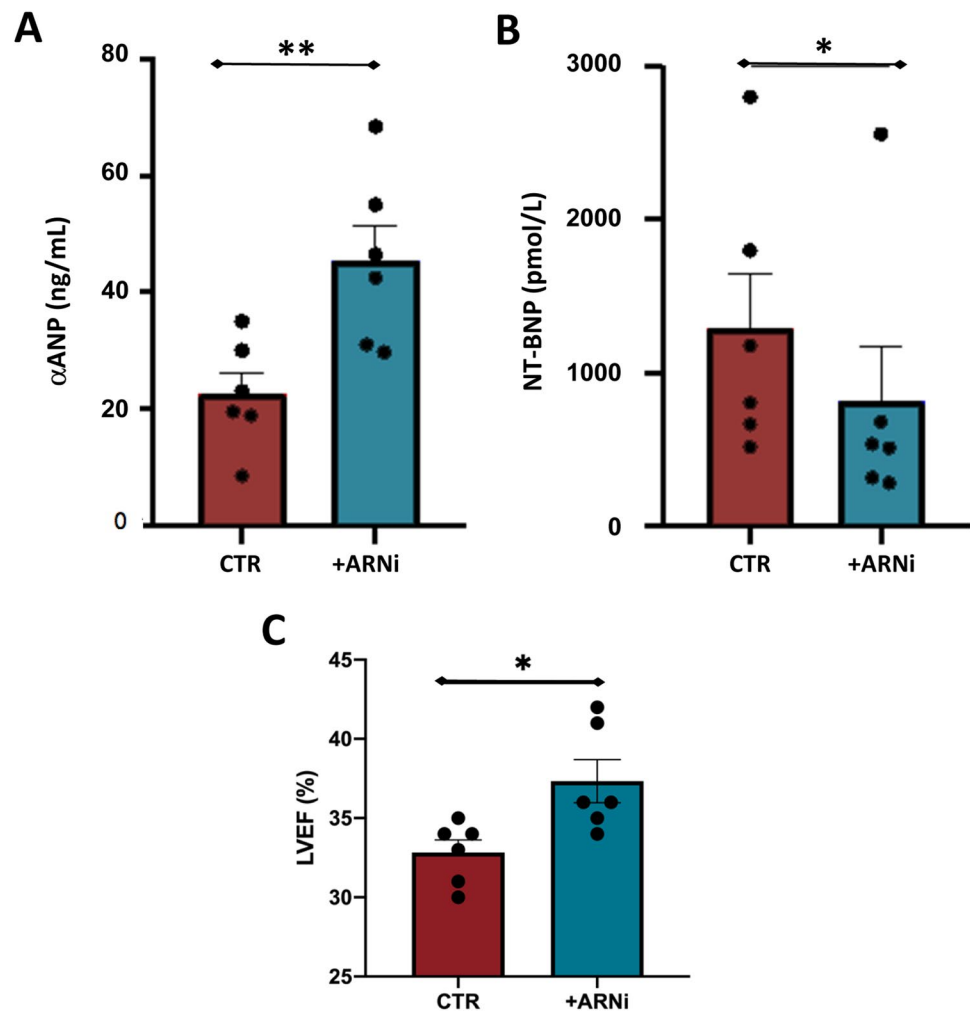 A
**
80
60
40
20
0
αANP (ng/mL)
CTR
+ARNi
B
*
3000
2000
1000
0
NT-BNP (pmol/L)
CTR
+ARNi
C
*
45
40
35
30
25
LVEF (%)
CTR
+ARNi